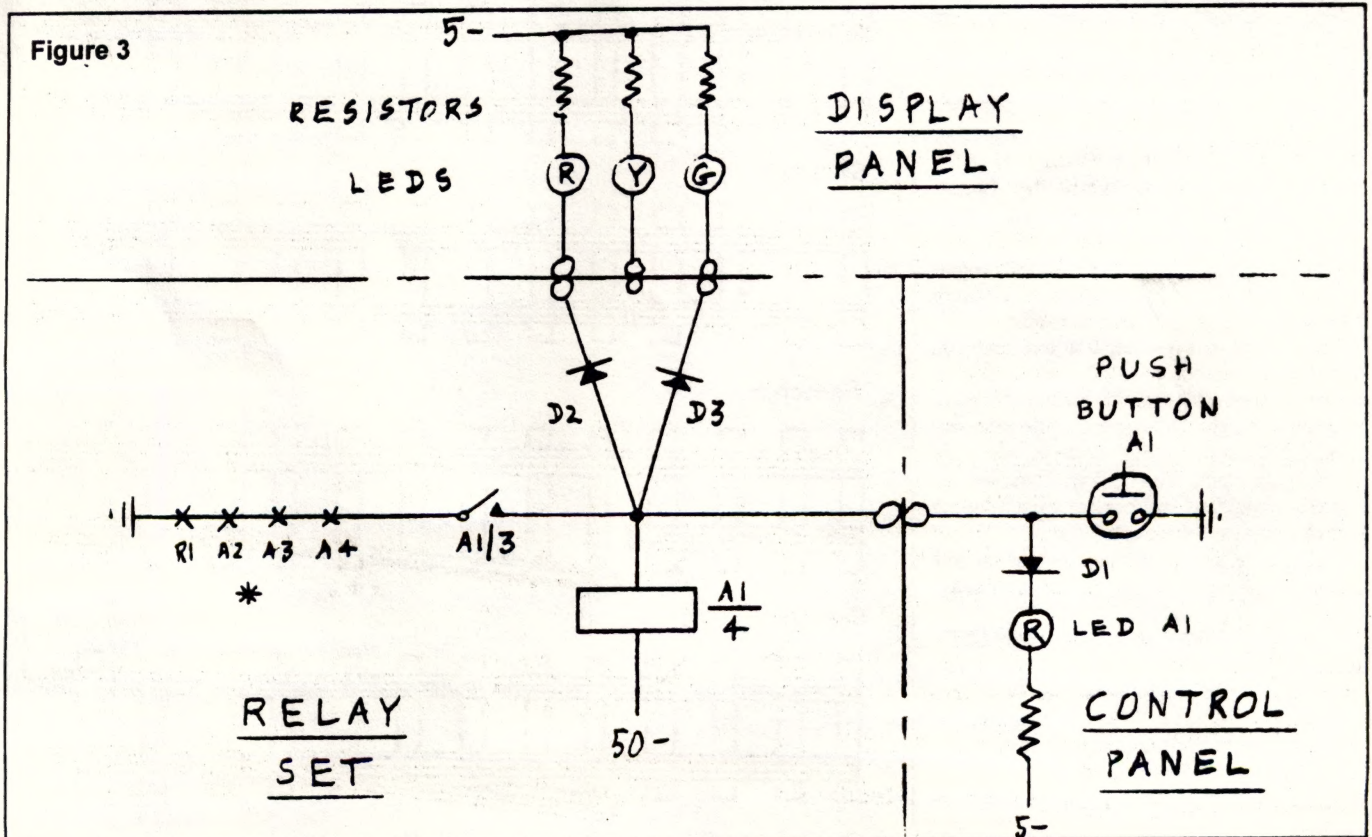 Figure 3
5-
RESISTORS
LEDS
R Y G
DISPLAY
PANEL
D2
D3
PUSH
BUTTON
A1
R1 A2 A3 A4
*
A1/3
A1
4
50-
RELAY
SET
D1
R LED A1
CONTROL
PANEL
5-